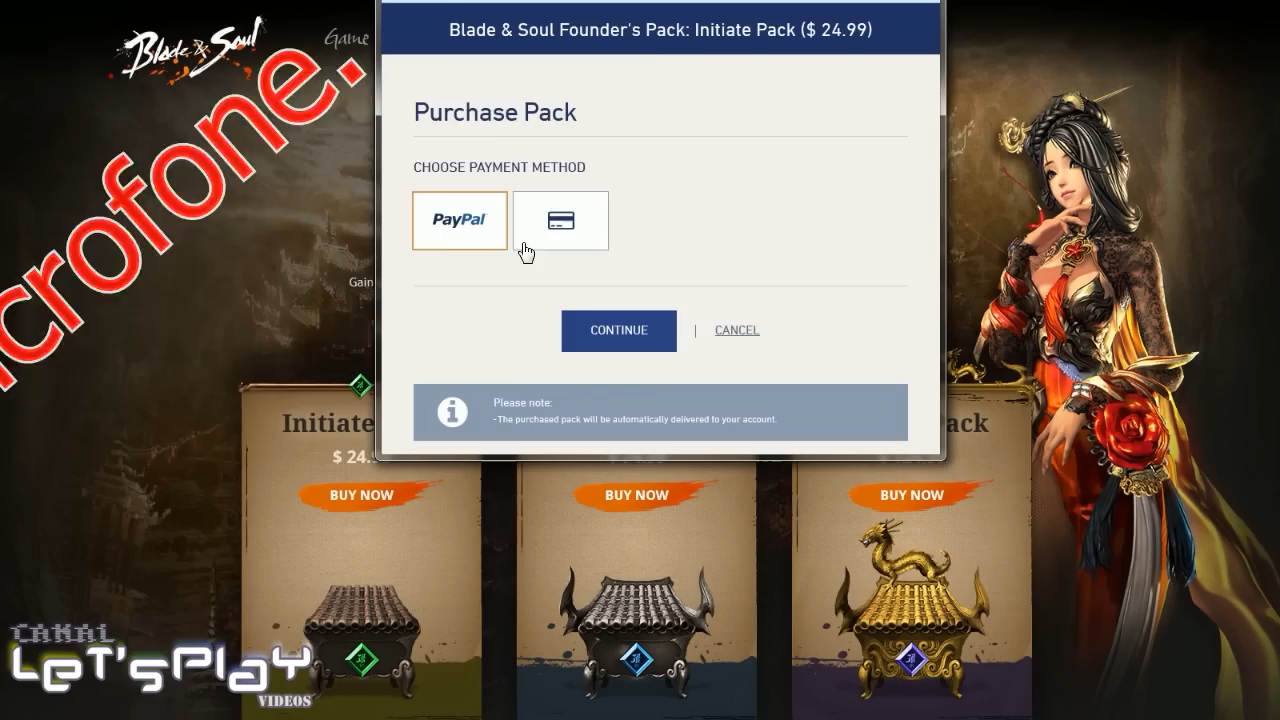 Blade & Soul Founder's Pack: Initiate Pack ($ 24.99)
Blade & Soul
Game
crofone.
Purchase Pack
CHOOSE PAYMENT METHOD
PayPal
Gain
CONTINUE | CANCEL
Please note:
- The purchased pack will be automatically delivered to your account.
Initiate
ack
$ 24.9
BUY NOW
BUY NOW
BUY NOW
CANAL
LET'S PLAY
VIDEOS